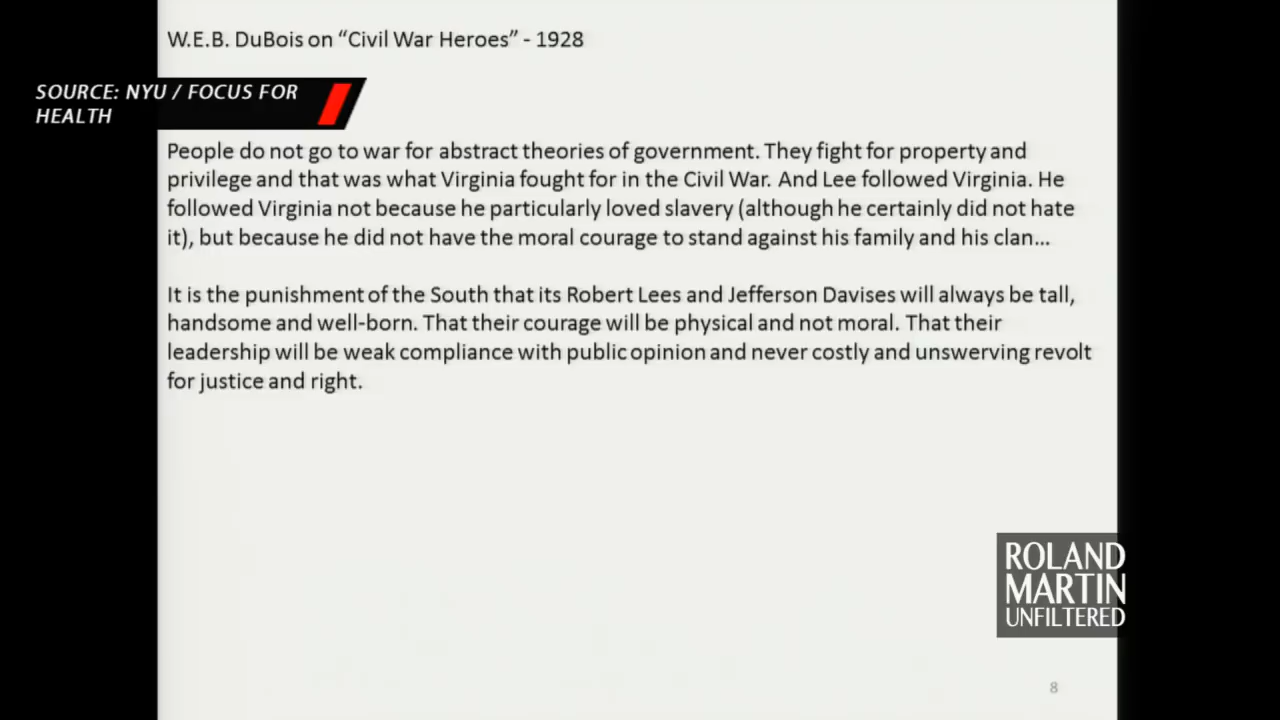 W.E.B. DuBois on “Civil War Heroes” - 1928
SOURCE: NYU / FOCUS FOR
HEALTH
People do not go to war for abstract theories of government. They fight for property and
privilege and that was what Virginia fought for in the Civil War. And Lee followed Virginia. He
followed Virginia not because he particularly loved slavery (although he certainly did not hate
it), but because he did not have the moral courage to stand against his family and his clan...
It is the punishment of the South that its Robert Lees and Jefferson Davises will always be tall,
handsome and well-born. That their courage will be physical and not moral. That their
leadership will be weak compliance with public opinion and never costly and unswerving revolt
for justice and right.
ROLAND
MARTIN
UNFILTERED
8